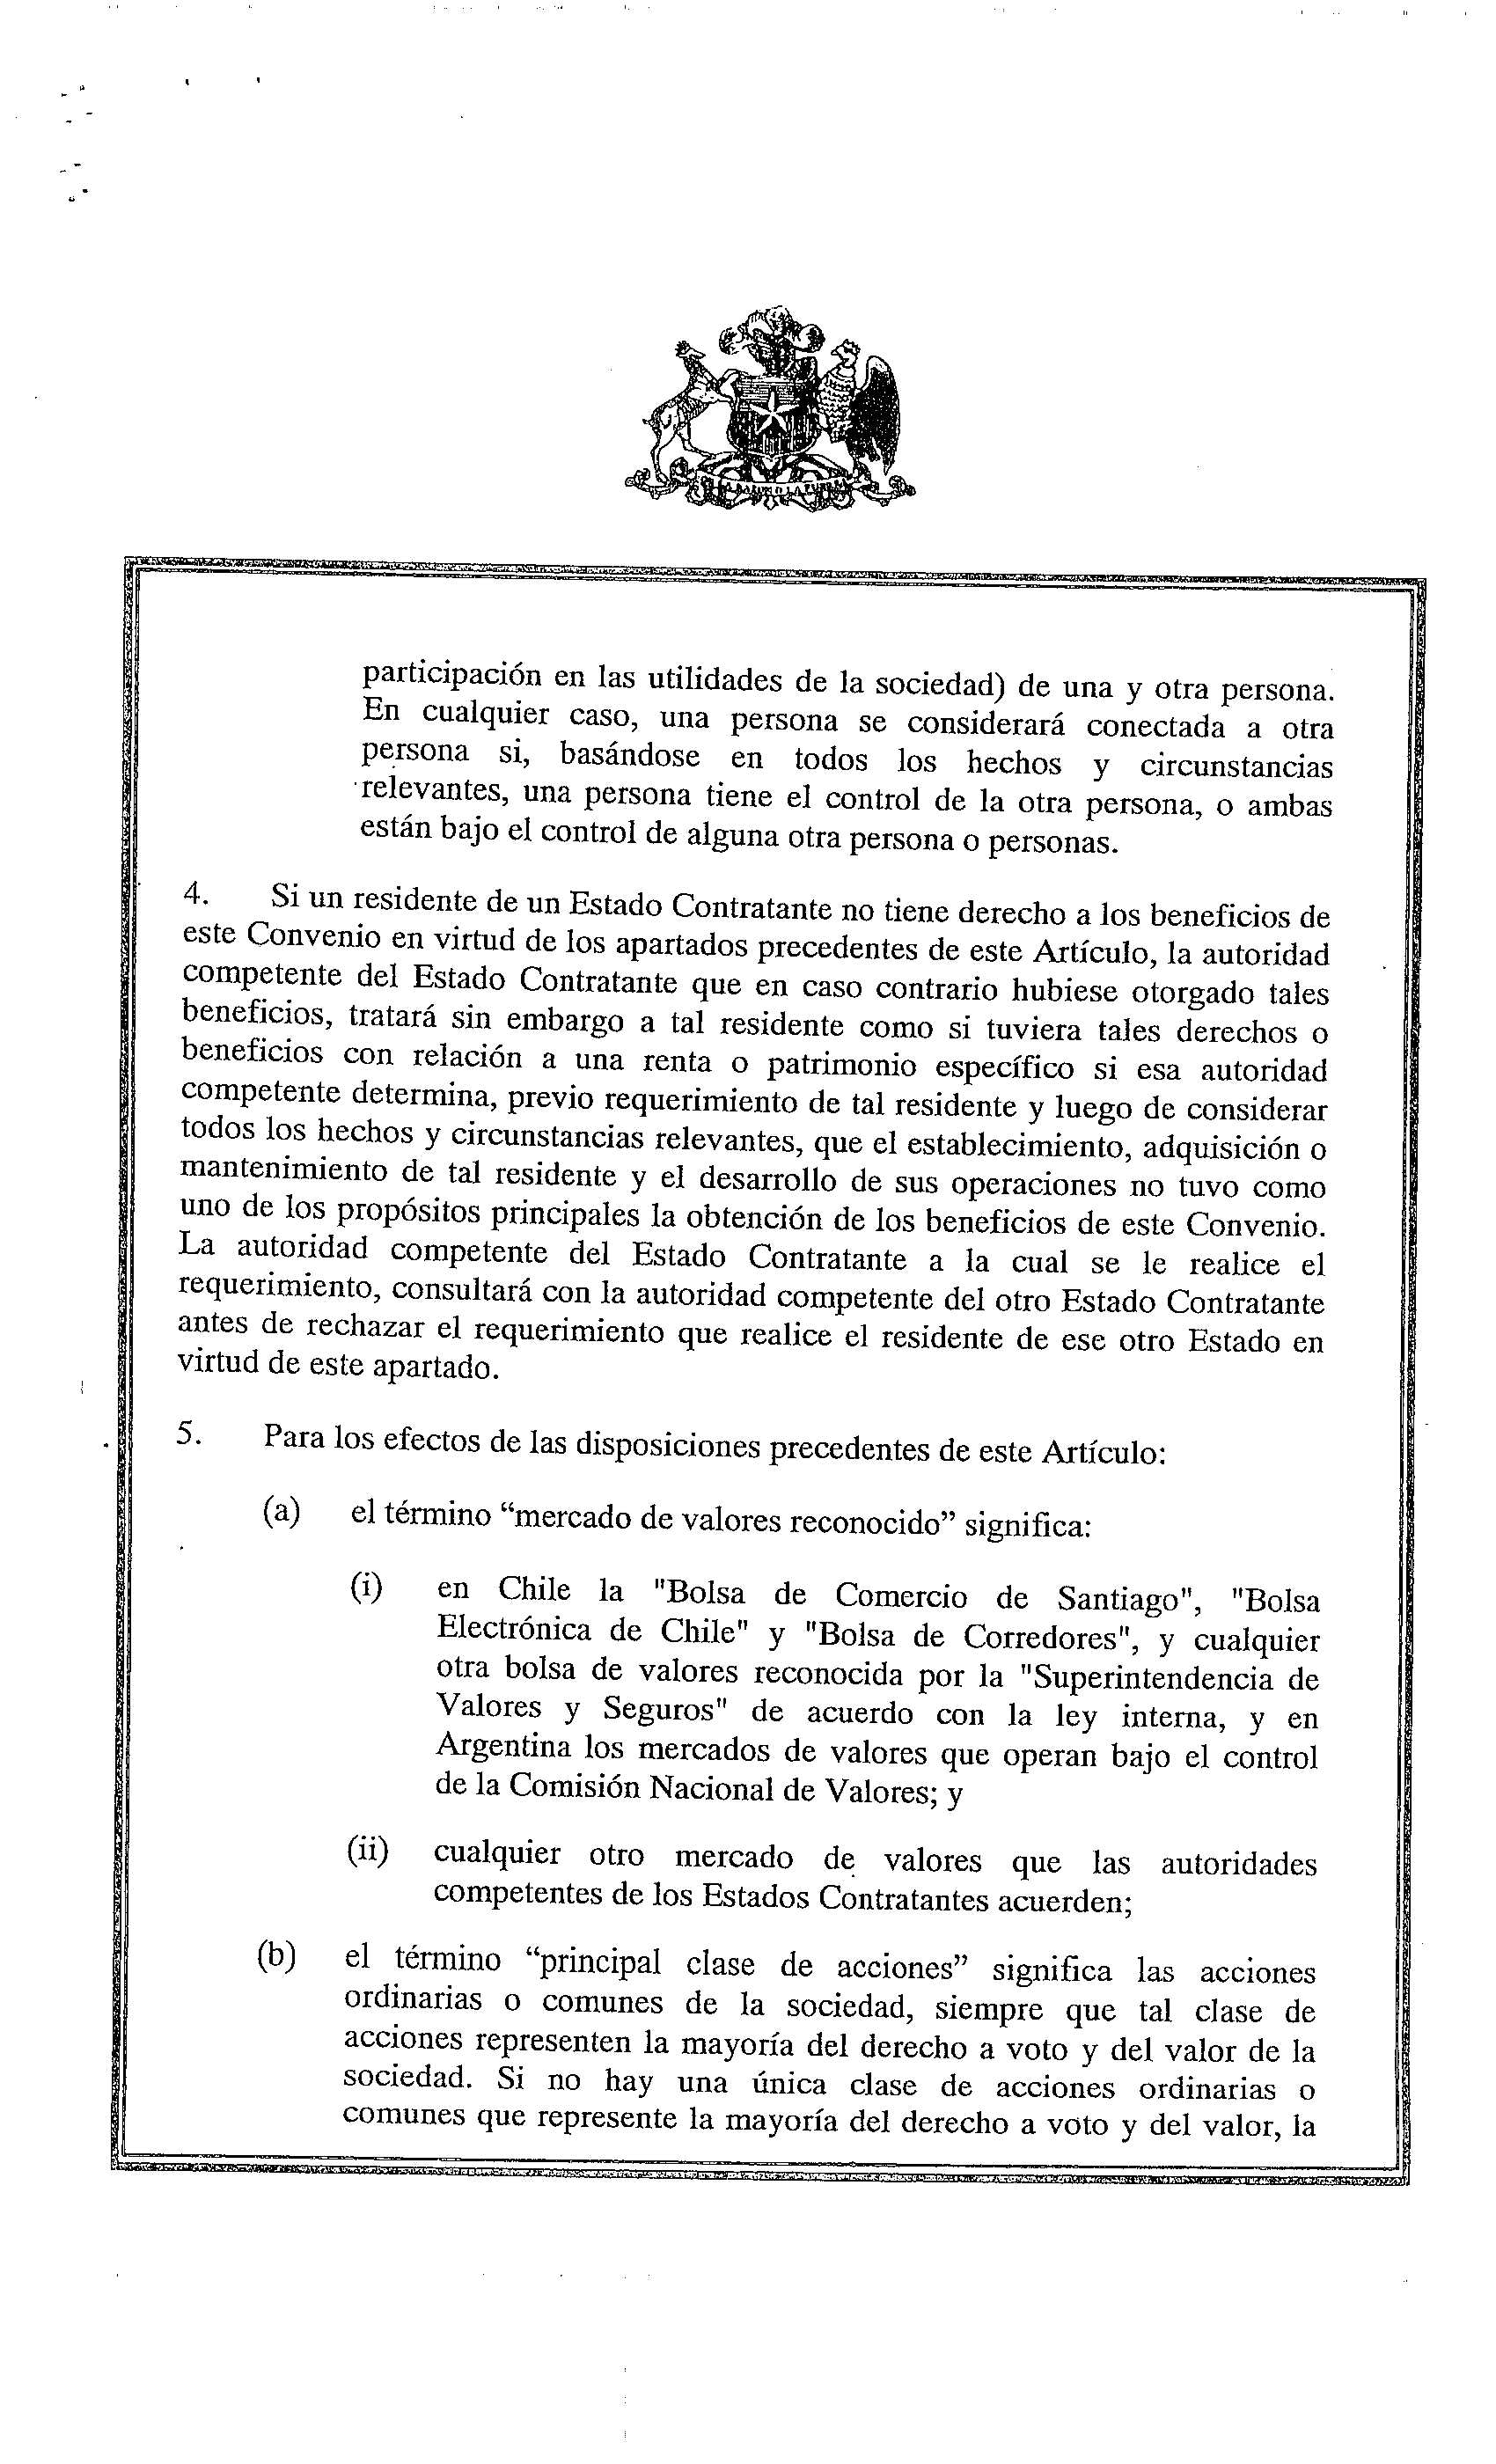 participación en las utilidades de la sociedad) de una y otra persona.
En cualquier caso, una persona se considerará conectada a otra
persona si, basándose en todos los hechos y circunstancias
relevantes, una persona tiene el control de la otra persona, o ambas
están bajo el control de alguna otra persona o personas.
4. Si un residente de un Estado Contratante no tiene derecho a los beneficios de
este Convenio en virtud de los apartados precedentes de este Artículo, la autoridad
competente del Estado Contratante que en caso contrario hubiese otorgado tales
beneficios, tratará sin embargo a tal residente como si tuviera tales derechos o
beneficios con relación a una renta o patrimonio específico si esa autoridad
competente determina, previo requerimiento de tal residente y luego de considerar
todos los hechos y circunstancias relevantes, que el establecimiento, adquisición o
mantenimiento de tal residente y el desarrollo de sus operaciones no tuvo como
uno de los propósitos principales la obtención de los beneficios de este Convenio.
La autoridad competente del Estado Contratante a la cual se le realice el
requerimiento, consultará con la autoridad competente del otro Estado Contratante
antes de rechazar el requerimiento que realice el residente de ese otro Estado en
virtud de este apartado.
5. Para los efectos de las disposiciones precedentes de este Artículo:
(a) el término “mercado de valores reconocido” significa:
(i) en Chile la "Bolsa de Comercio de Santiago", "Bolsa
Electrónica de Chile" y "Bolsa de Corredores", y cualquier
otra bolsa de valores reconocida por la "Superintendencia de
Valores y Seguros" de acuerdo con la ley interna, y en
Argentina los mercados de valores que operan bajo el control
de la Comisión Nacional de Valores; y
(ii) cualquier otro mercado de valores que las autoridades
competentes de los Estados Contratantes acuerden;
(b) el término “principal clase de acciones” significa las acciones
ordinarias o comunes de la sociedad, siempre que tal clase de
acciones representen la mayoría del derecho a voto y del valor de la
sociedad. Si no hay una única clase de acciones ordinarias o
comunes que represente la mayoría del derecho a voto y del valor, la